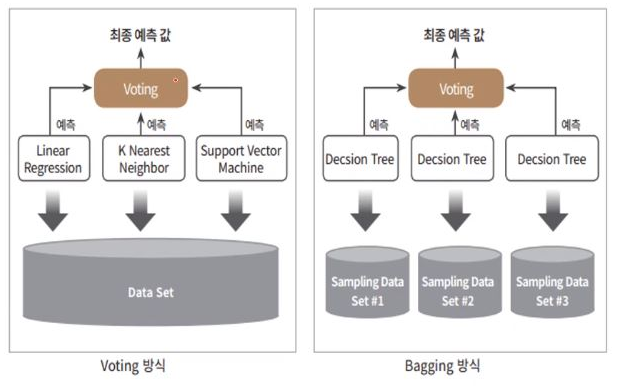 최종 예측 값
Voting
예측
예측
예측
Linear
Regression
K Nearest
Neighbor
Support Vector
Machine
Data Set
Voting 방식
최종 예측 값
Voting
예측
예측
예측
Decsion Tree
Decsion Tree
Decsion Tree
Sampling Data
Set #1
Sampling Data
Set #2
Sampling Data
Set #3
Bagging 방식